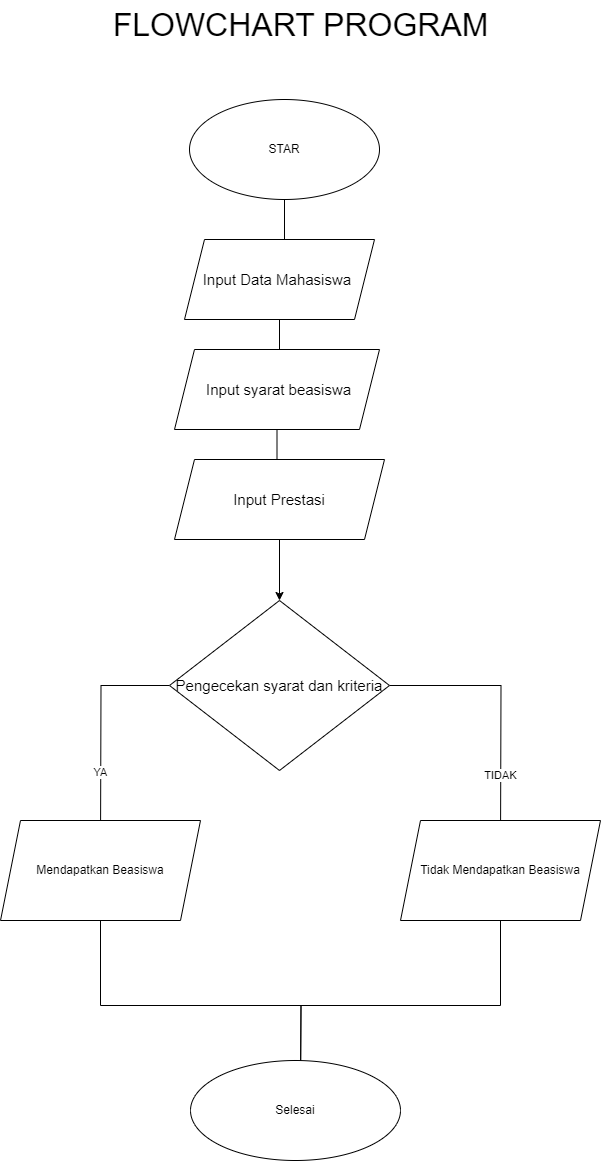 FLOWCHART PROGRAM
STAR
Input Data Mahasiswa
Input syarat beasiswa
Input Prestasi
Pengecekan syarat dan kriteria
YA
TIDAK
Mendapatkan Beasiswa
Tidak Mendapatkan Beasiswa
Selesai